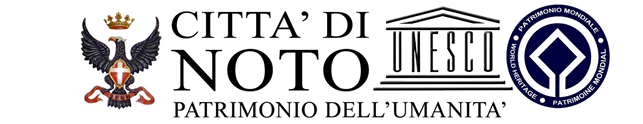 CITTA' DI
NOTO
PATRIMONIO DELL'UMANITA'
UNESCO
PATRIMONIO MONDIALE
WORLD HERITAGE
PATRIMOINE MONDIAL